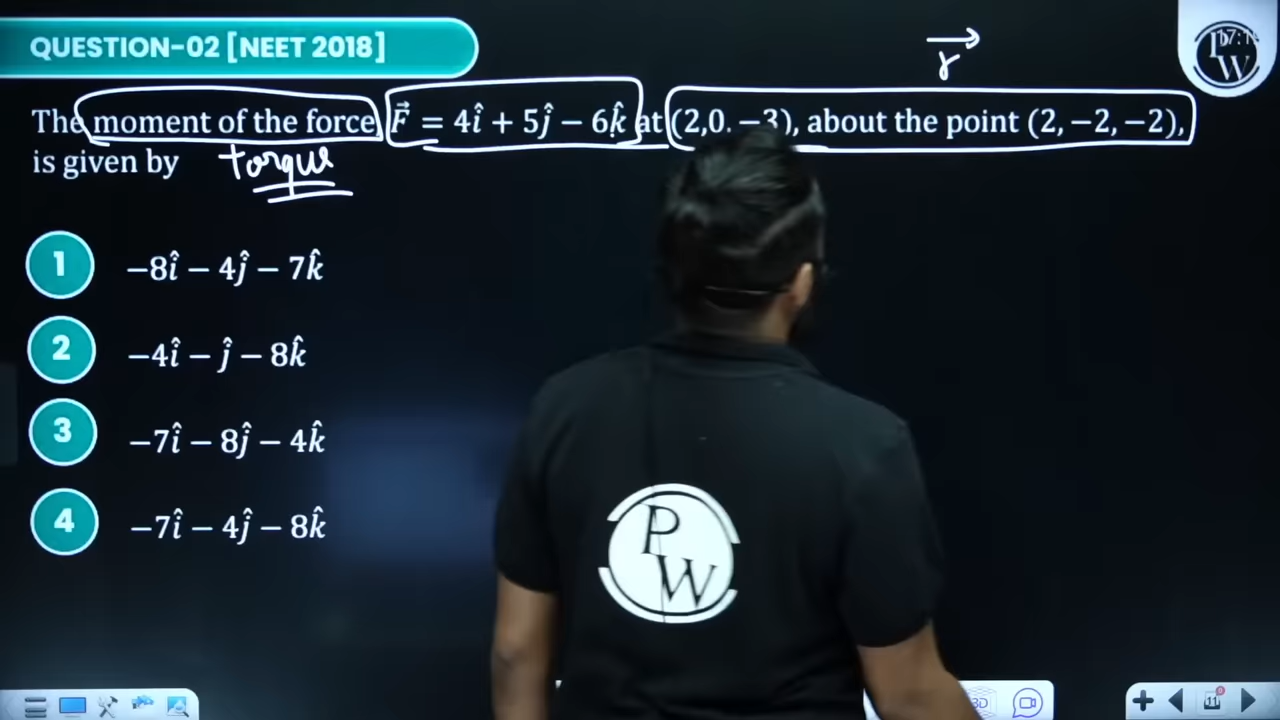 QUESTION-02 [NEET 2018]
r
The moment of the force F⃗ = 4î + 5ĵ − 6k̂ at (2,0. −3), about the point (2, −2, −2),
is given by torque
1 −8î − 4ĵ − 7k̂
2 −4î − ĵ − 8k̂
3 −7î − 8ĵ − 4k̂
4 −7î − 4ĵ − 8k̂
P
W
3D
11